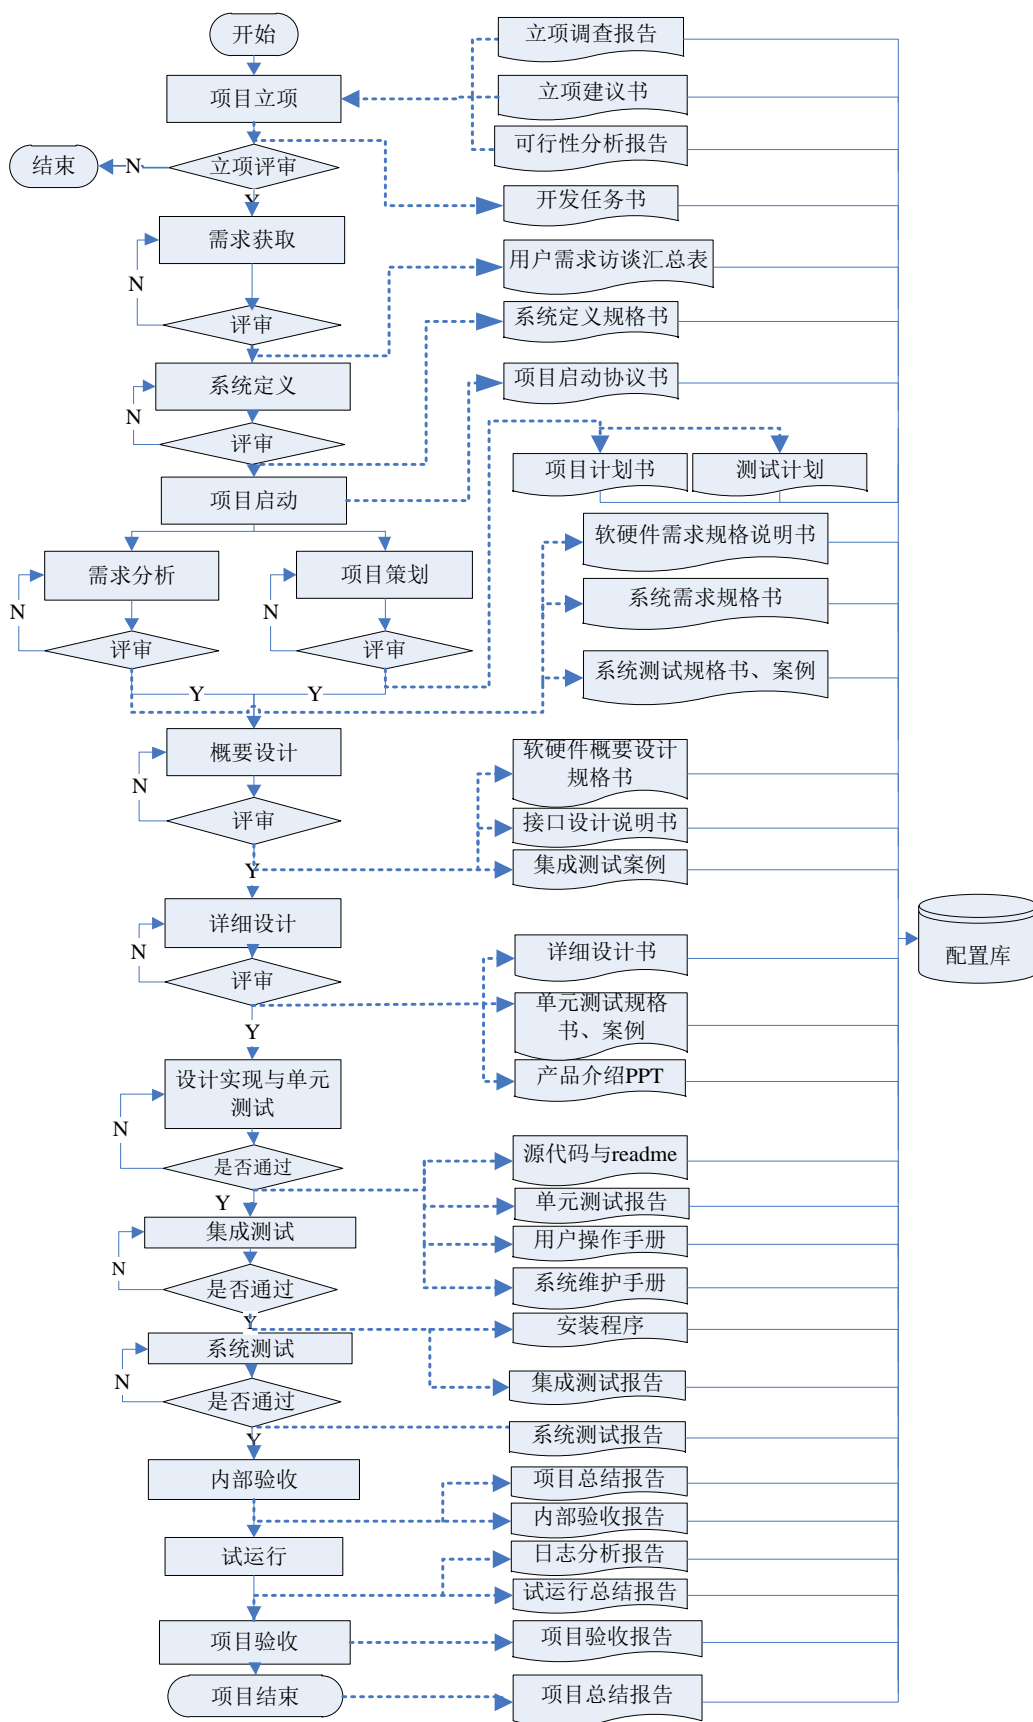 开始
立项调查报告
项目立项
立项建议书
可行性分析报告
结束
N
立项评审
Y
开发任务书
需求获取
用户需求访谈汇总表
N
评审
系统定义规格书
系统定义
项目启动协议书
N
评审
项目计划书
测试计划
项目启动
软硬件需求规格说明书
需求分析
项目策划
系统需求规格书
N
N
评审
评审
系统测试规格书、案例
Y
Y
概要设计
软硬件概要设计
规格书
N
评审
接口设计说明书
Y
集成测试案例
详细设计
N
详细设计书
配置库
评审
单元测试规格
书、案例
Y
设计实现与单元
测试
产品介绍PPT
N
是否通过
源代码与readme
Y
单元测试报告
集成测试
用户操作手册
N
是否通过
系统维护手册
Y
安装程序
系统测试
N
是否通过
集成测试报告
Y
系统测试报告
内部验收
项目总结报告
内部验收报告
试运行
日志分析报告
试运行总结报告
项目验收
项目验收报告
项目结束
项目总结报告